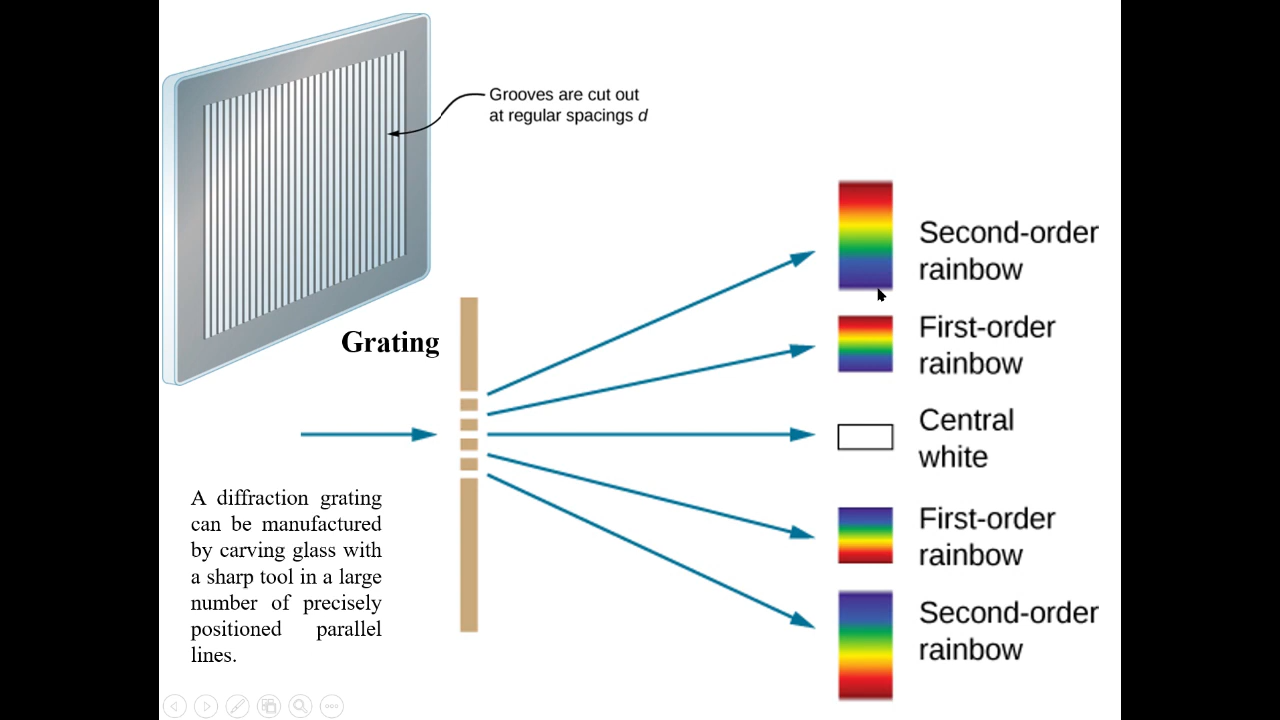 Grooves are cut out
at regular spacings d
Second-order
rainbow
First-order
rainbow
Grating
Central
white
A diffraction grating
can be manufactured
by carving glass with
a sharp tool in a large
number of precisely
positioned parallel
lines.
First-order
rainbow
Second-order
rainbow